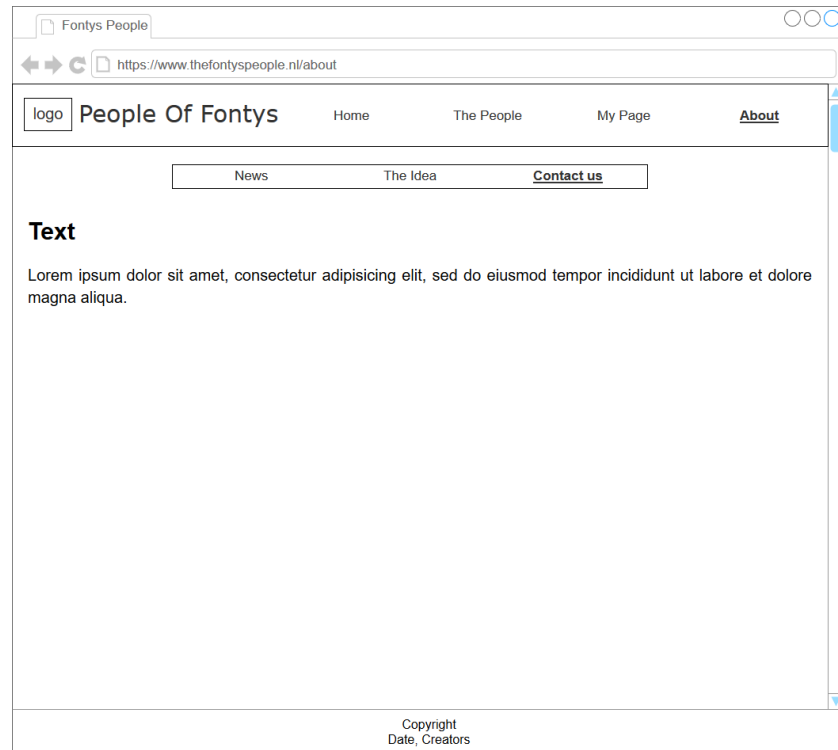 Fontys People
https://www.thefontyspeople.nl/about
logo People Of Fontys Home The People My Page About
News The Idea Contact us
Text
Lorem ipsum dolor sit amet, consectetur adipisicing elit, sed do eiusmod tempor incididunt ut labore et dolore
magna aliqua.
Copyright
Date, Creators